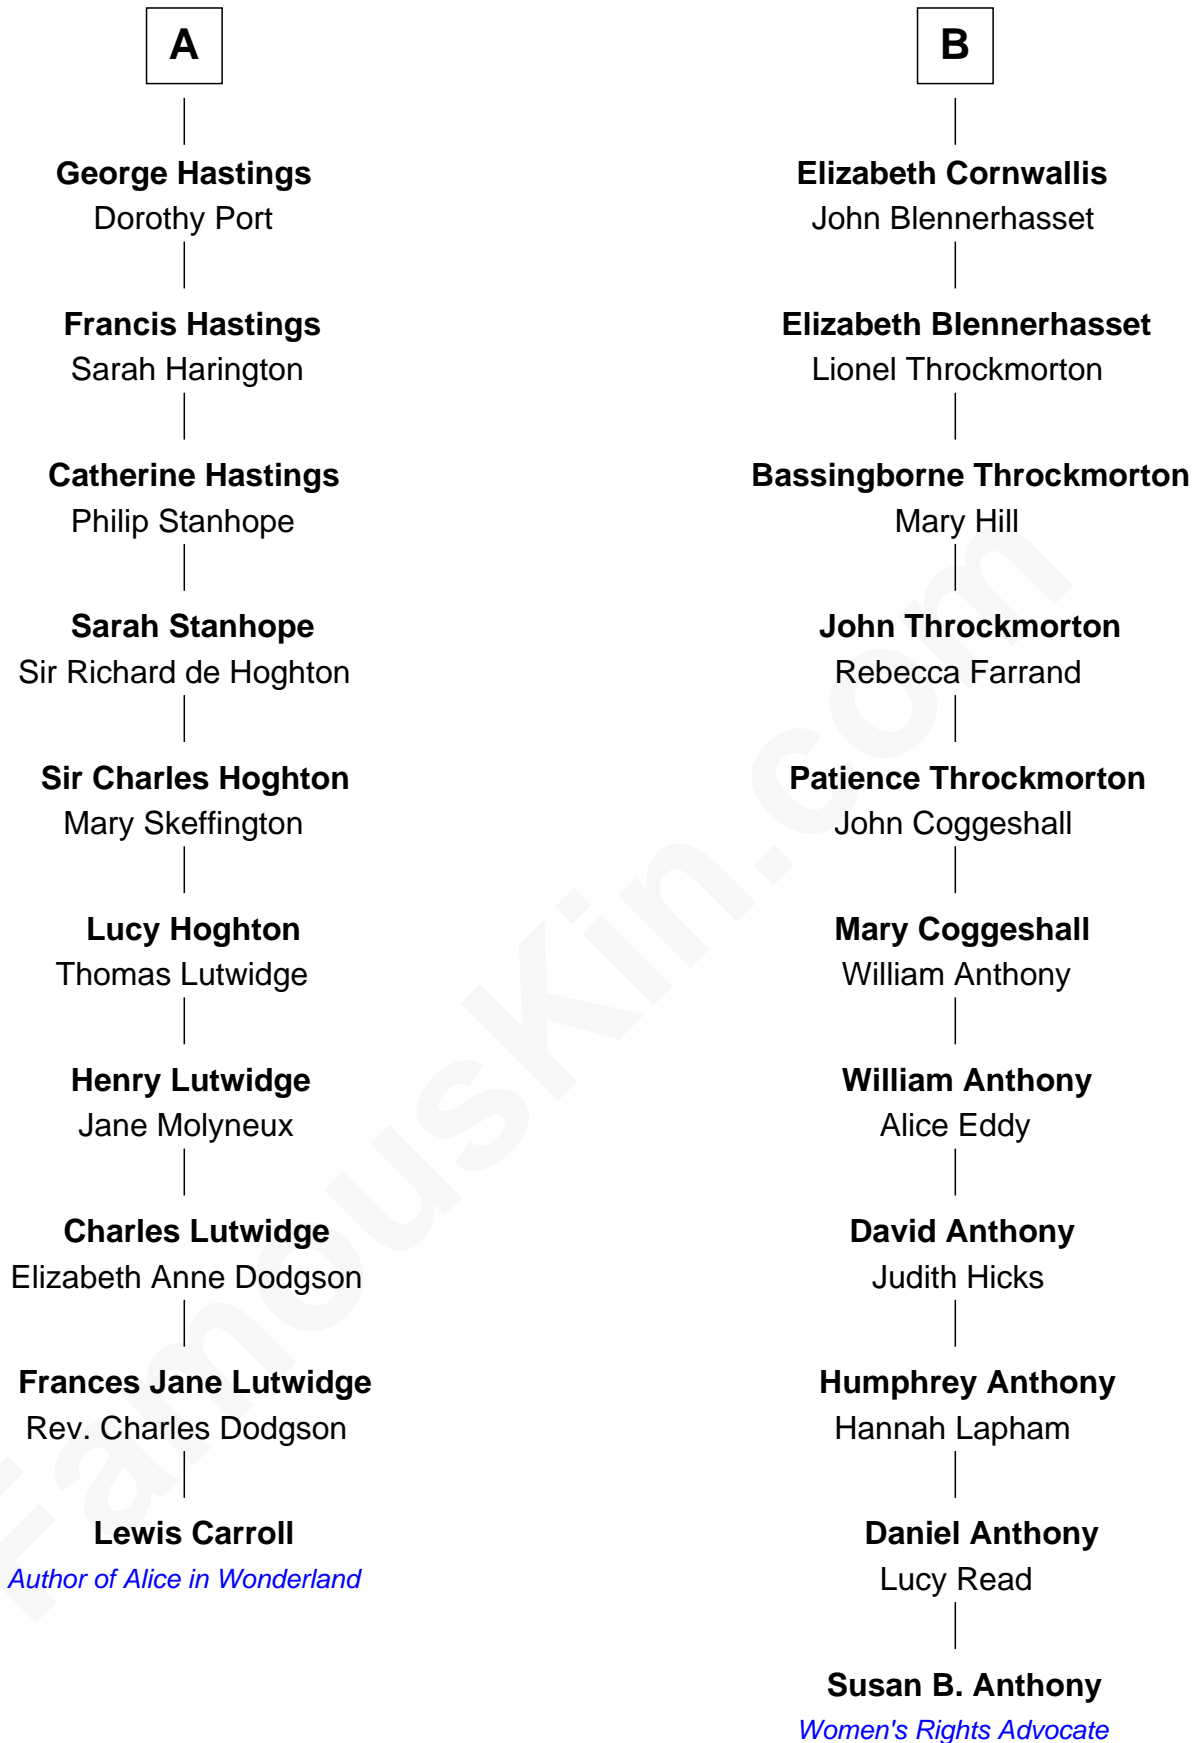 A
George Hastings
Dorothy Port
Francis Hastings
Sarah Harington
Catherine Hastings
Philip Stanhope
Sarah Stanhope
Sir Richard de Hoghton
Sir Charles Hoghton
Mary Skeffington
Lucy Hoghton
Thomas Lutwidge
Henry Lutwidge
Jane Molyneux
Charles Lutwidge
Elizabeth Anne Dodgson
Frances Jane Lutwidge
Rev. Charles Dodgson
Lewis Carroll
Author of Alice in Wonderland
B
Elizabeth Cornwallis
John Blennerhasset
Elizabeth Blennerhasset
Lionel Throckmorton
Bassingborne Throckmorton
Mary Hill
John Throckmorton
Rebecca Farrand
Patience Throckmorton
John Coggeshall
Mary Coggeshall
William Anthony
William Anthony
Alice Eddy
David Anthony
Judith Hicks
Humphrey Anthony
Hannah Lapham
Daniel Anthony
Lucy Read
Susan B. Anthony
Women's Rights Advocate
FamousKin.com